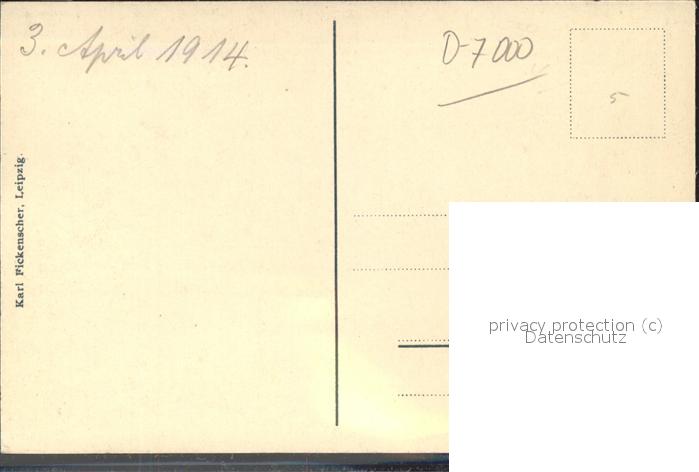 3. April 1914.
D-7000
5
Karl Fickenscher, Leipzig.
privacy protection (c)
Datenschutz